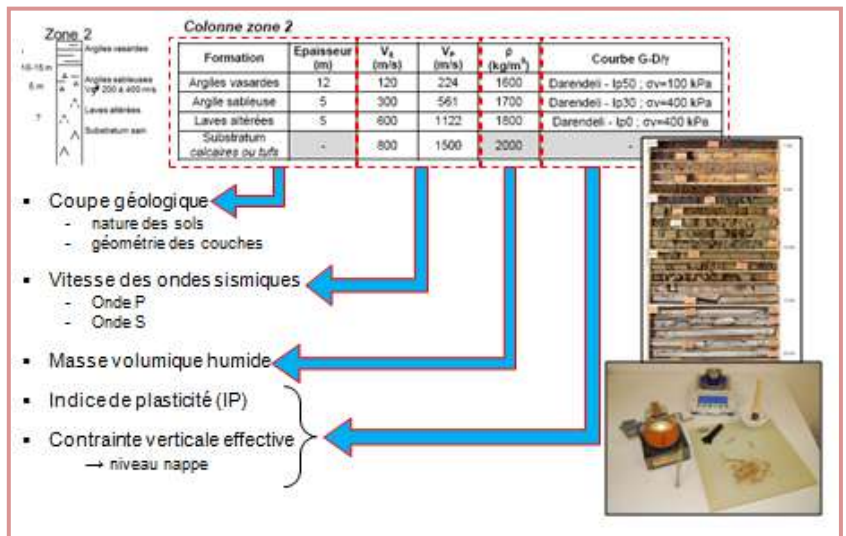 Colonne zone 2
Zone 2
Argiles vasardes
10-15 m
Argiles sableuses
5 m
Vs 200 à 400 m/s
Laves altérées
?
Substratum sain
Formation Epaisseur (m) VS (m/s) VP (m/s) ρ (kg/m³) Courbe G-D/γ
Argiles vasardes 12 120 224 1600 Darendeli - Ip50 ; σv=100 kPa
Argile sableuse 5 300 561 1700 Darendeli - Ip30 ; σv=400 kPa
Laves altérées 5 600 1122 1800 Darendeli - Ip0 ; σv=400 kPa
Substratum calcaires ou tufs - 800 1500 2000 -
▪ Coupe géologique
- nature des sols
- géométrie des couches
▪ Vitesse des ondes sismiques
- Onde P
- Onde S
▪ Masse volumique humide
▪ Indice de plasticité (IP)
▪ Contrainte verticale effective
→ niveau nappe